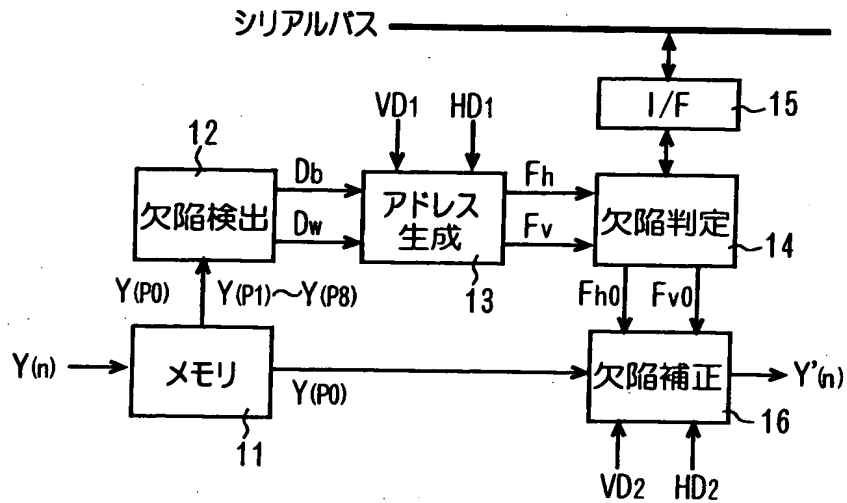 シリアルバス
I/F
15
VD1
HD1
12
欠陥検出
Db
Dw
アドレス
生成
13
Fh
Fv
欠陥判定
14
Y(P0)
Y(P1)～Y(P8)
Fh0
Fv0
Y(n)
メモリ
11
Y(P0)
欠陥補正
16
Y'(n)
VD2
HD2